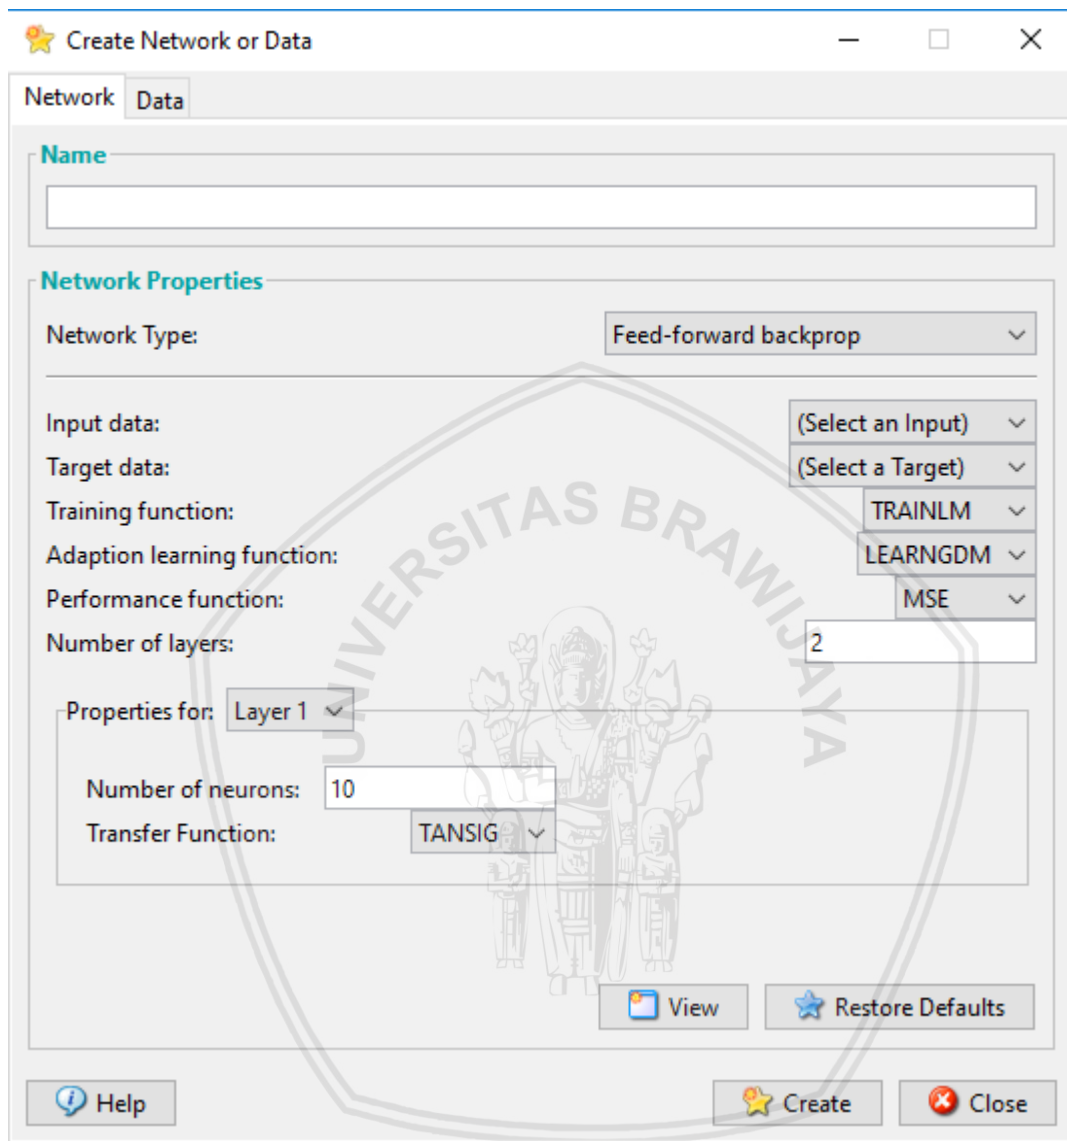 Create Network or Data
Network Data
Name
Network Properties
Network Type: Feed-forward backprop
Input data: (Select an Input)
Target data: (Select a Target)
Training function: TRAINLM
Adaption learning function: LEARNGDM
Performance function: MSE
Number of layers: 2
Properties for: Layer 1
Number of neurons: 10
Transfer Function: TANSIG
View Restore Defaults
Help Create Close
UNIVERSITAS BRAWIJAYA